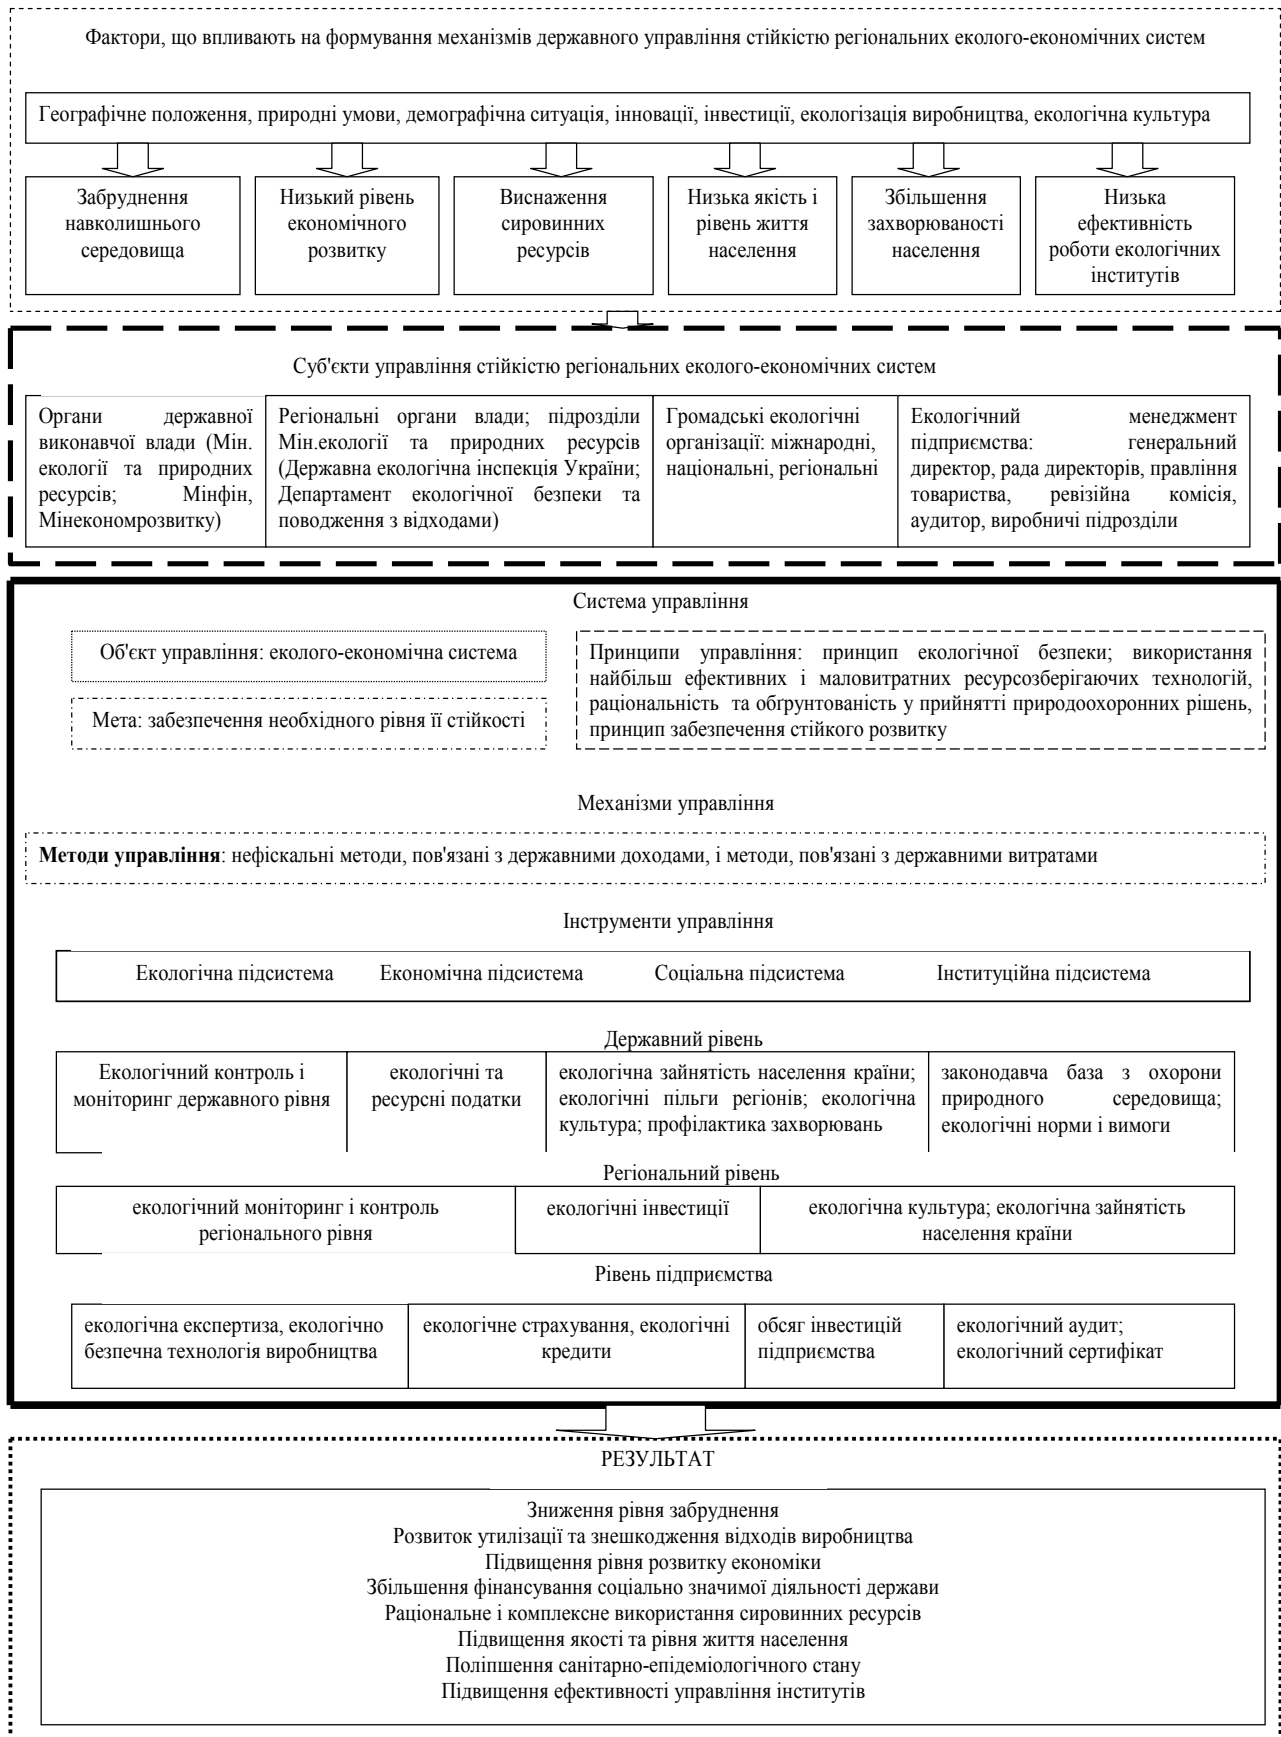 Фактори, що впливають на формування механізмів державного управління стійкістю регіональних еколого-економічних систем
Географічне положення, природні умови, демографічна ситуація, інновації, інвестиції, екологізація виробництва, екологічна культура
Забруднення
навколишнього
середовища
Низький рівень
економічного
розвитку
Виснаження
сировинних
ресурсів
Низька якість і
рівень життя
населення
Збільшення
захворюваності
населення
Низька
ефективність
роботи екологічних
інститутів
Суб'єкти управління стійкістю регіональних еколого-економічних систем
Органи державної
виконавчої влади (Мін.
екології та природних
ресурсів; Мінфін,
Мінекономрозвитку)
Регіональні органи влади; підрозділи
Мін.екології та природних ресурсів
(Державна екологічна інспекція України;
Департамент екологічної безпеки та
поводження з відходами)
Громадські екологічні
організації: міжнародні,
національні, регіональні
Екологічний менеджмент
підприємства: генеральний
директор, рада директорів, правління
товариства, ревізійна комісія,
аудитор, виробничі підрозділи
Система управління
Об'єкт управління: еколого-економічна система
Мета: забезпечення необхідного рівня її стійкості
Принципи управління: принцип екологічної безпеки; використання
найбільш ефективних і маловитратних ресурсозберігаючих технологій,
раціональність та обґрунтованість у прийнятті природоохоронних рішень,
принцип забезпечення стійкого розвитку
Механізми управління
Методи управління: нефіскальні методи, пов'язані з державними доходами, і методи, пов'язані з державними витратами
Інструменти управління
Екологічна підсистема Економічна підсистема Соціальна підсистема Інституційна підсистема
Державний рівень
Екологічний контроль і
моніторинг державного рівня
екологічні та
ресурсні податки
екологічна зайнятість населення країни;
екологічні пільги регіонів; екологічна
культура; профілактика захворювань
законодавча база з охорони
природного середовища;
екологічні норми і вимоги
Регіональний рівень
екологічний моніторинг і контроль
регіонального рівня
екологічні інвестиції
екологічна культура; екологічна зайнятість
населення країни
Рівень підприємства
екологічна експертиза, екологічно
безпечна технологія виробництва
екологічне страхування, екологічні
кредити
обсяг інвестицій
підприємства
екологічний аудит;
екологічний сертифікат
РЕЗУЛЬТАТ
Зниження рівня забруднення
Розвиток утилізації та знешкодження відходів виробництва
Підвищення рівня розвитку економіки
Збільшення фінансування соціально значимої діяльності держави
Раціональне і комплексне використання сировинних ресурсів
Підвищення якості та рівня життя населення
Поліпшення санітарно-епідеміологічного стану
Підвищення ефективності управління інститутів